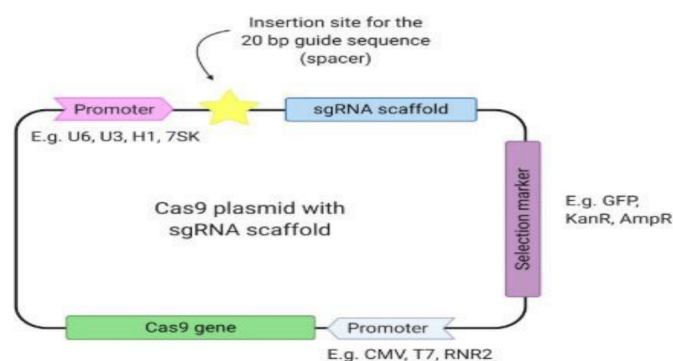 Insertion site for the
20 bp guide sequence
(spacer)
Promoter
sgRNA scaffold
E.g. U6, U3, H1, 7SK
Cas9 plasmid with
sgRNA scaffold
Selection marker
E.g. GFP,
KanR, AmpR
Cas9 gene
Promoter
E.g. CMV, T7, RNR2